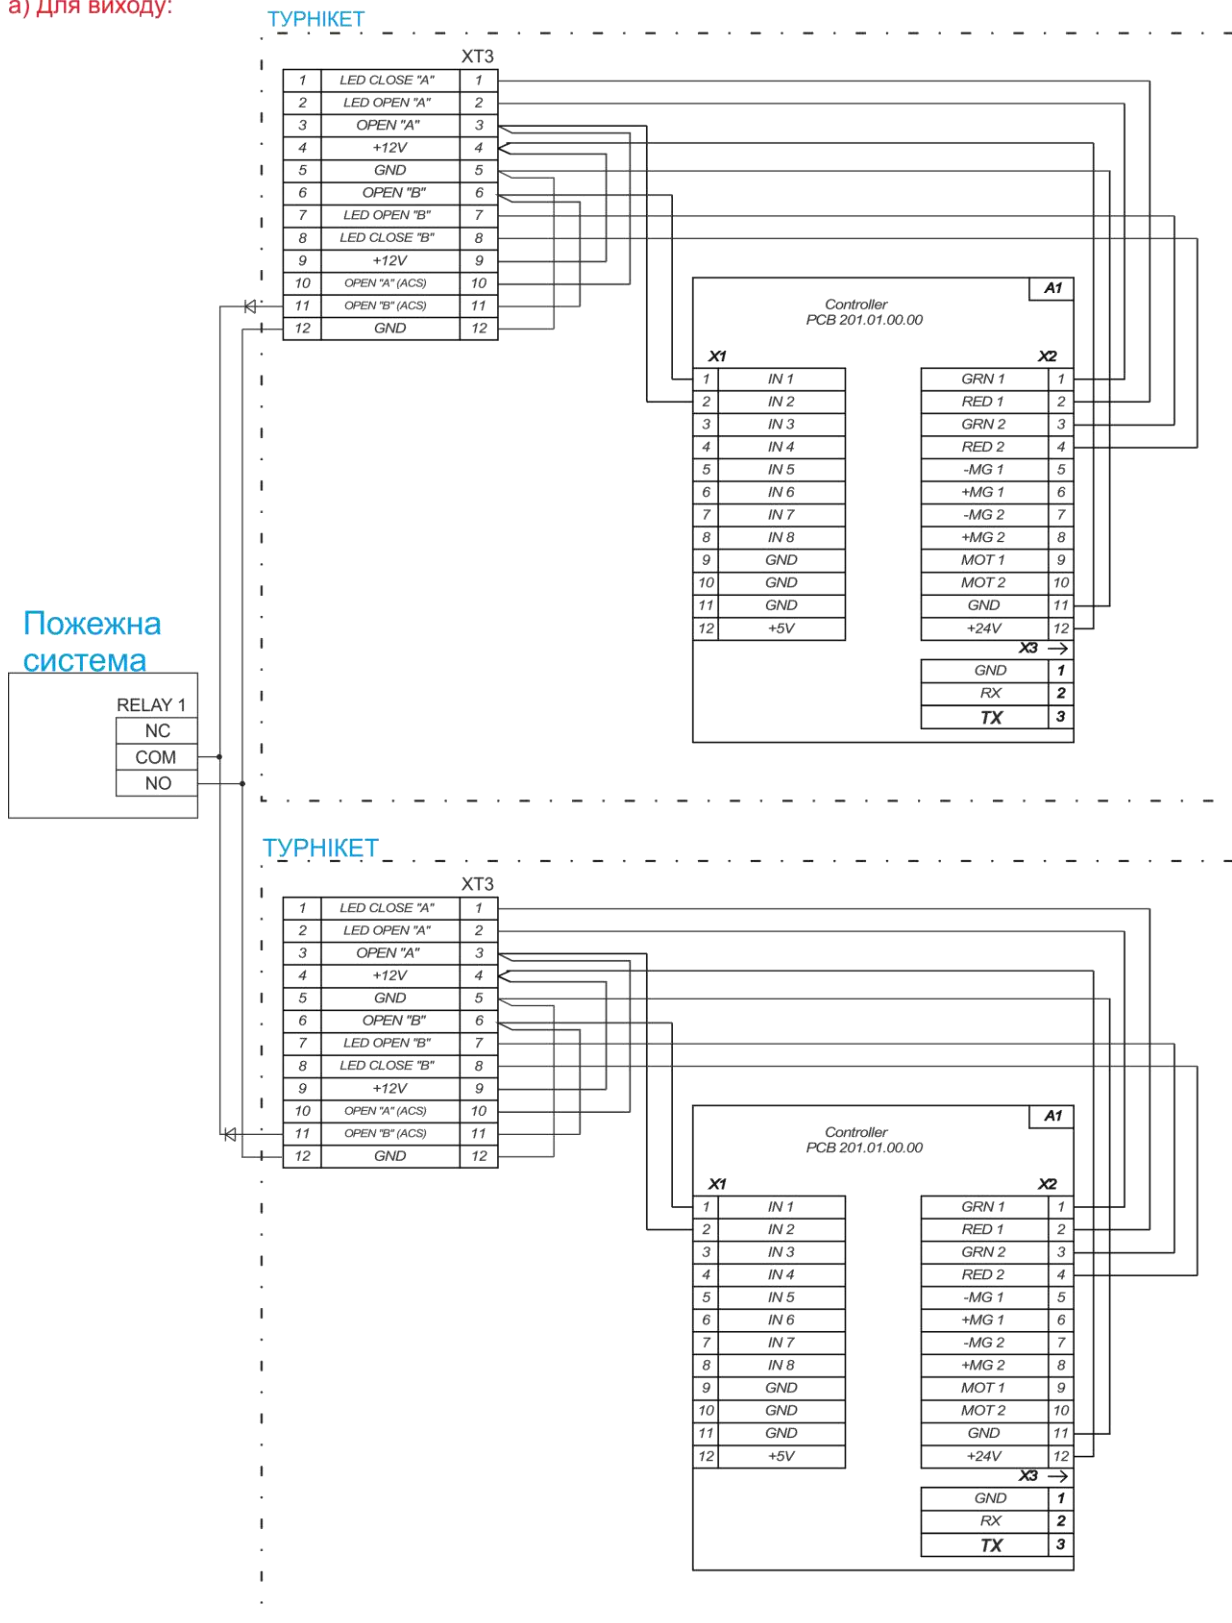 а) Для виходу:
ТУРНІКЕТ
XT3
1 LED CLOSE "A" 1
2 LED OPEN "A" 2
3 OPEN "A" 3
4 +12V 4
5 GND 5
6 OPEN "B" 6
7 LED OPEN "B" 7
8 LED CLOSE "B" 8
9 +12V 9
10 OPEN "A" (ACS) 10
11 OPEN "B" (ACS) 11
12 GND 12
A1
Controller
PCB 201.01.00.00
X1 X2
1 IN 1 GRN 1 1
2 IN 2 RED 1 2
3 IN 3 GRN 2 3
4 IN 4 RED 2 4
5 IN 5 -MG 1 5
6 IN 6 +MG 1 6
7 IN 7 -MG 2 7
8 IN 8 +MG 2 8
9 GND MOT 1 9
10 GND MOT 2 10
11 GND GND 11
12 +5V +24V 12
X3 →
GND 1
RX 2
TX 3
Пожежна
система
RELAY 1
NC
COM
NO
ТУРНІКЕТ
XT3
1 LED CLOSE "A" 1
2 LED OPEN "A" 2
3 OPEN "A" 3
4 +12V 4
5 GND 5
6 OPEN "B" 6
7 LED OPEN "B" 7
8 LED CLOSE "B" 8
9 +12V 9
10 OPEN "A" (ACS) 10
11 OPEN "B" (ACS) 11
12 GND 12
A1
Controller
PCB 201.01.00.00
X1 X2
1 IN 1 GRN 1 1
2 IN 2 RED 1 2
3 IN 3 GRN 2 3
4 IN 4 RED 2 4
5 IN 5 -MG 1 5
6 IN 6 +MG 1 6
7 IN 7 -MG 2 7
8 IN 8 +MG 2 8
9 GND MOT 1 9
10 GND MOT 2 10
11 GND GND 11
12 +5V +24V 12
X3 →
GND 1
RX 2
TX 3